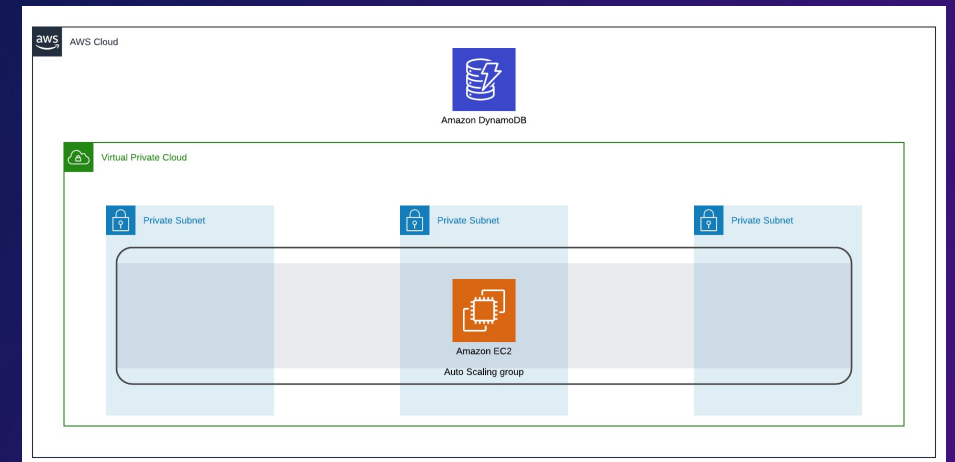 aws
AWS Cloud
Amazon DynamoDB
Virtual Private Cloud
Private Subnet
Private Subnet
Private Subnet
Amazon EC2
Auto Scaling group